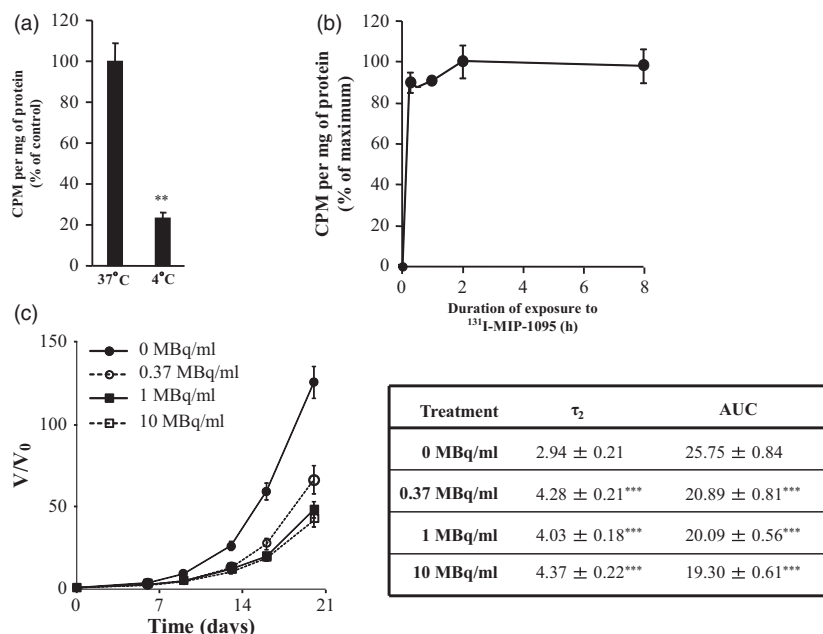 (a)
120
100
80
60
40
20
0
CPM per mg of protein
(% of control)
**
37°C
4°C
(b)
120
100
80
60
40
20
0
CPM per mg of protein
(% of maximum)
0
2
4
6
8
Duration of exposure to
¹³¹I-MIP-1095 (h)
(c)
150
100
50
0
V/V₀
0 MBq/ml
0.37 MBq/ml
1 MBq/ml
10 MBq/ml
0
7
14
21
Time (days)
Treatment τ₂ AUC
0 MBq/ml 2.94 ± 0.21 25.75 ± 0.84
0.37 MBq/ml 4.28 ± 0.21*** 20.89 ± 0.81***
1 MBq/ml 4.03 ± 0.18*** 20.09 ± 0.56***
10 MBq/ml 4.37 ± 0.22*** 19.30 ± 0.61***